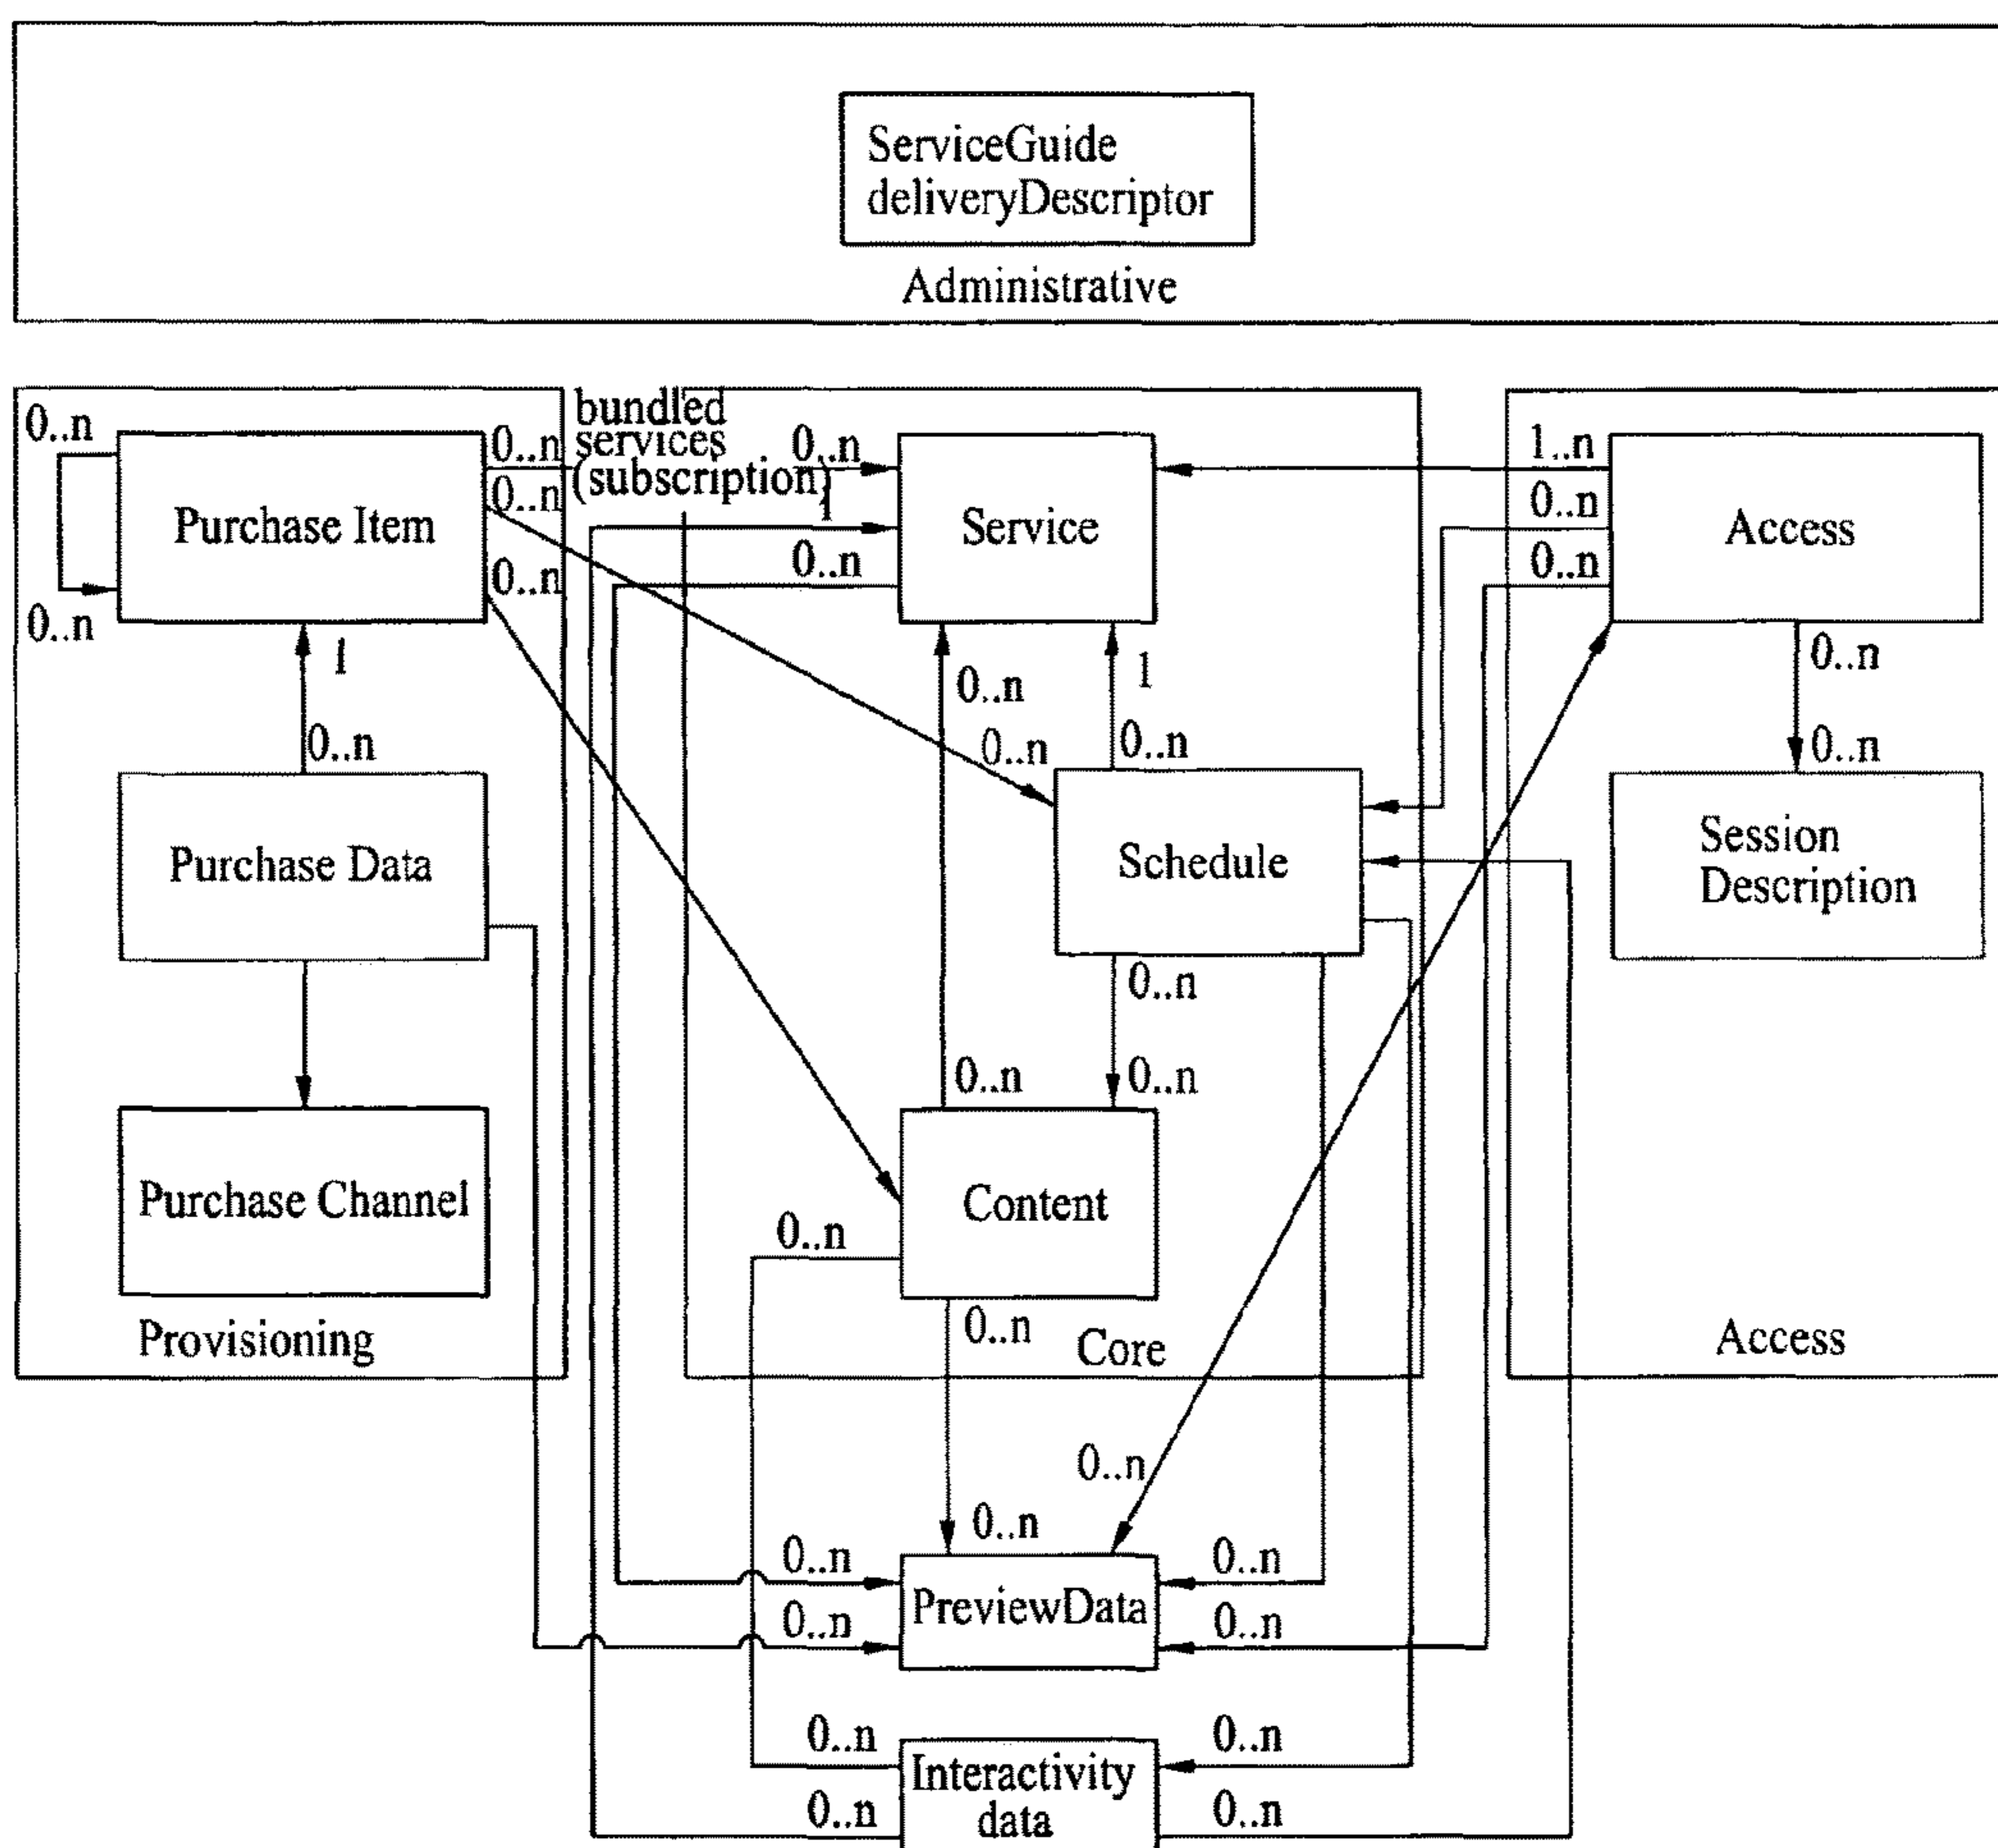 ServiceGuide
deliveryDescriptor
Administrative
0..n
Purchase Item
0..n
0..n
0..n
0..n
bundled
services
(subscription)
0..n
1
0..n
Service
1..n
0..n
0..n
Access
1
0..n
Purchase Data
0..n
1
0..n
0..n
Schedule
0..n
0..n
Session
Description
0..n
0..n
0..n
Purchase Channel
Content
0..n
0..n
Provisioning
Core
Access
0..n
0..n
0..n
0..n
PreviewData
0..n
0..n
0..n
0..n
Interactivity
data
0..n
0..n